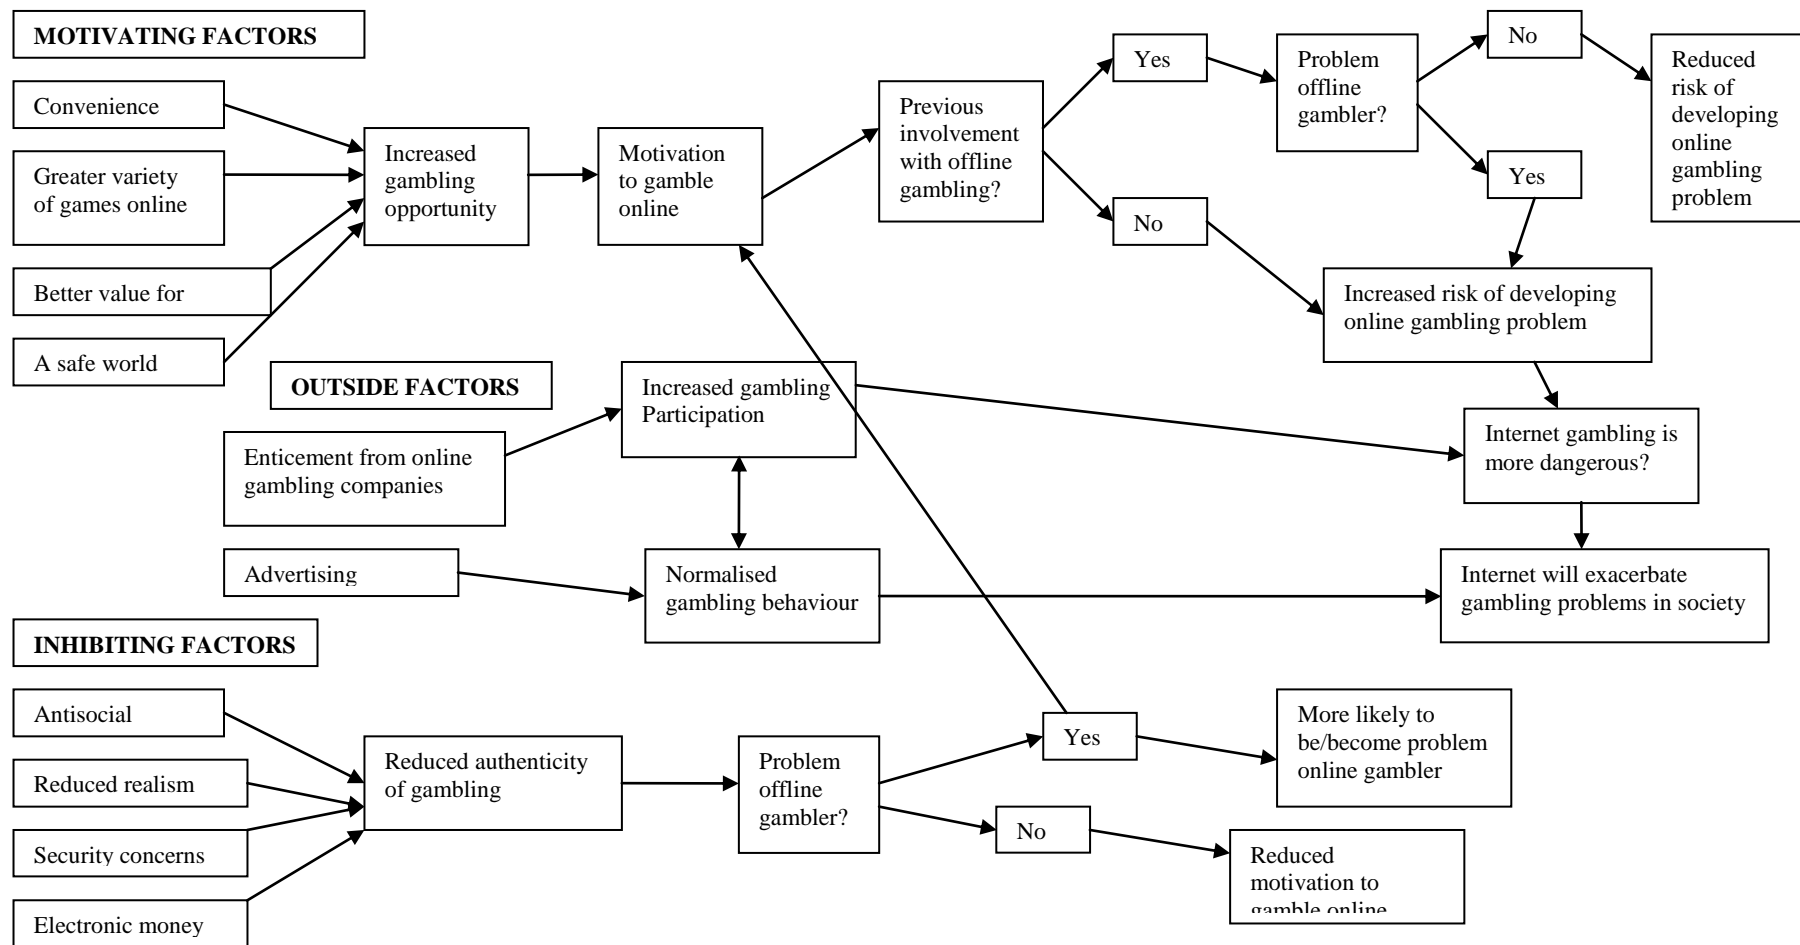 MOTIVATING FACTORS
Convenience
Greater variety
of games online
Better value for
A safe world
Increased
gambling
opportunity
Motivation
to gamble
online
Previous
involvement
with offline
gambling?
Yes
No
Problem
offline
gambler?
No
Yes
Reduced
risk of
developing
online
gambling
problem
Increased risk of developing
online gambling problem
OUTSIDE FACTORS
Enticement from online
gambling companies
Advertising
Increased gambling
Participation
Normalised
gambling behaviour
Internet gambling is
more dangerous?
Internet will exacerbate
gambling problems in society
INHIBITING FACTORS
Antisocial
Reduced realism
Security concerns
Electronic money
Reduced authenticity
of gambling
Problem
offline
gambler?
Yes
No
More likely to
be/become problem
online gambler
Reduced
motivation to
gamble online